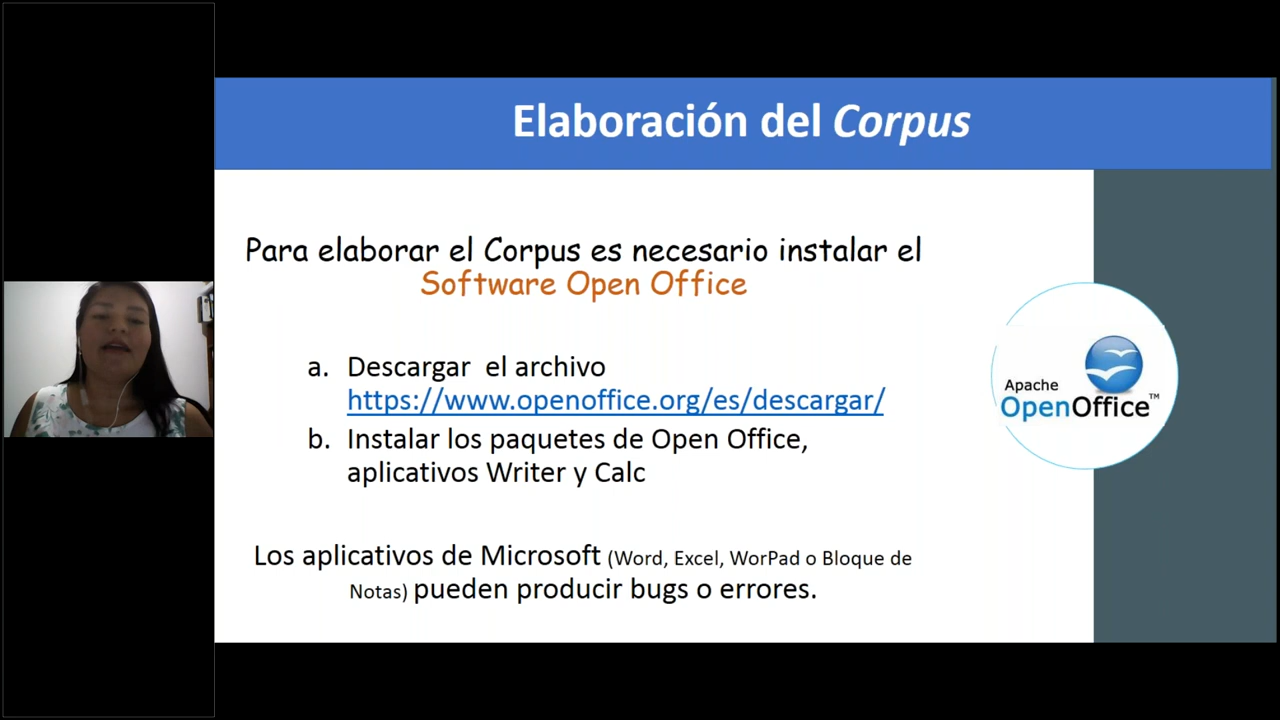 Elaboración del Corpus
Para elaborar el Corpus es necesario instalar el
Software Open Office
a. Descargar el archivo
https://www.openoffice.org/es/descargar/
b. Instalar los paquetes de Open Office,
aplicativos Writer y Calc
Los aplicativos de Microsoft (Word, Excel, WorPad o Bloque de
Notas) pueden producir bugs o errores.
Apache
OpenOffice™